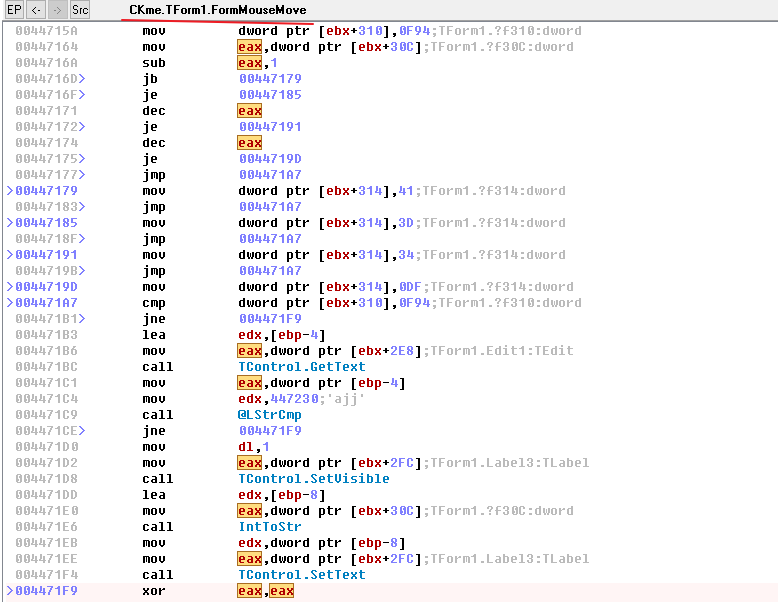 EP <- -> Src CKme.TForm1.FormMouseMove
0044715A mov dword ptr [ebx+310],0F94;TForm1.?f310:dword
00447164 mov eax,dword ptr [ebx+30C];TForm1.?f30C:dword
0044716A sub eax,1
0044716D> jb 00447179
0044716F> je 00447185
00447171 dec eax
00447172> je 00447191
00447174 dec eax
00447175> je 0044719D
00447177> jmp 004471A7
>00447179 mov dword ptr [ebx+314],41;TForm1.?f314:dword
00447183> jmp 004471A7
>00447185 mov dword ptr [ebx+314],3D;TForm1.?f314:dword
0044718F> jmp 004471A7
>00447191 mov dword ptr [ebx+314],34;TForm1.?f314:dword
0044719B> jmp 004471A7
>0044719D mov dword ptr [ebx+314],0DF;TForm1.?f314:dword
>004471A7 cmp dword ptr [ebx+310],0F94;TForm1.?f310:dword
004471B1> jne 004471F9
004471B3 lea edx,[ebp-4]
004471B6 mov eax,dword ptr [ebx+2E8];TForm1.Edit1:TEdit
004471BC call TControl.GetText
004471C1 mov eax,dword ptr [ebp-4]
004471C4 mov edx,447230;'ajj'
004471C9 call @LStrCmp
004471CE> jne 004471F9
004471D0 mov dl,1
004471D2 mov eax,dword ptr [ebx+2FC];TForm1.Label3:TLabel
004471D8 call TControl.SetVisible
004471DD lea edx,[ebp-8]
004471E0 mov eax,dword ptr [ebx+30C];TForm1.?f30C:dword
004471E6 call IntToStr
004471EB mov edx,dword ptr [ebp-8]
004471EE mov eax,dword ptr [ebx+2FC];TForm1.Label3:TLabel
004471F4 call TControl.SetText
>004471F9 xor eax,eax